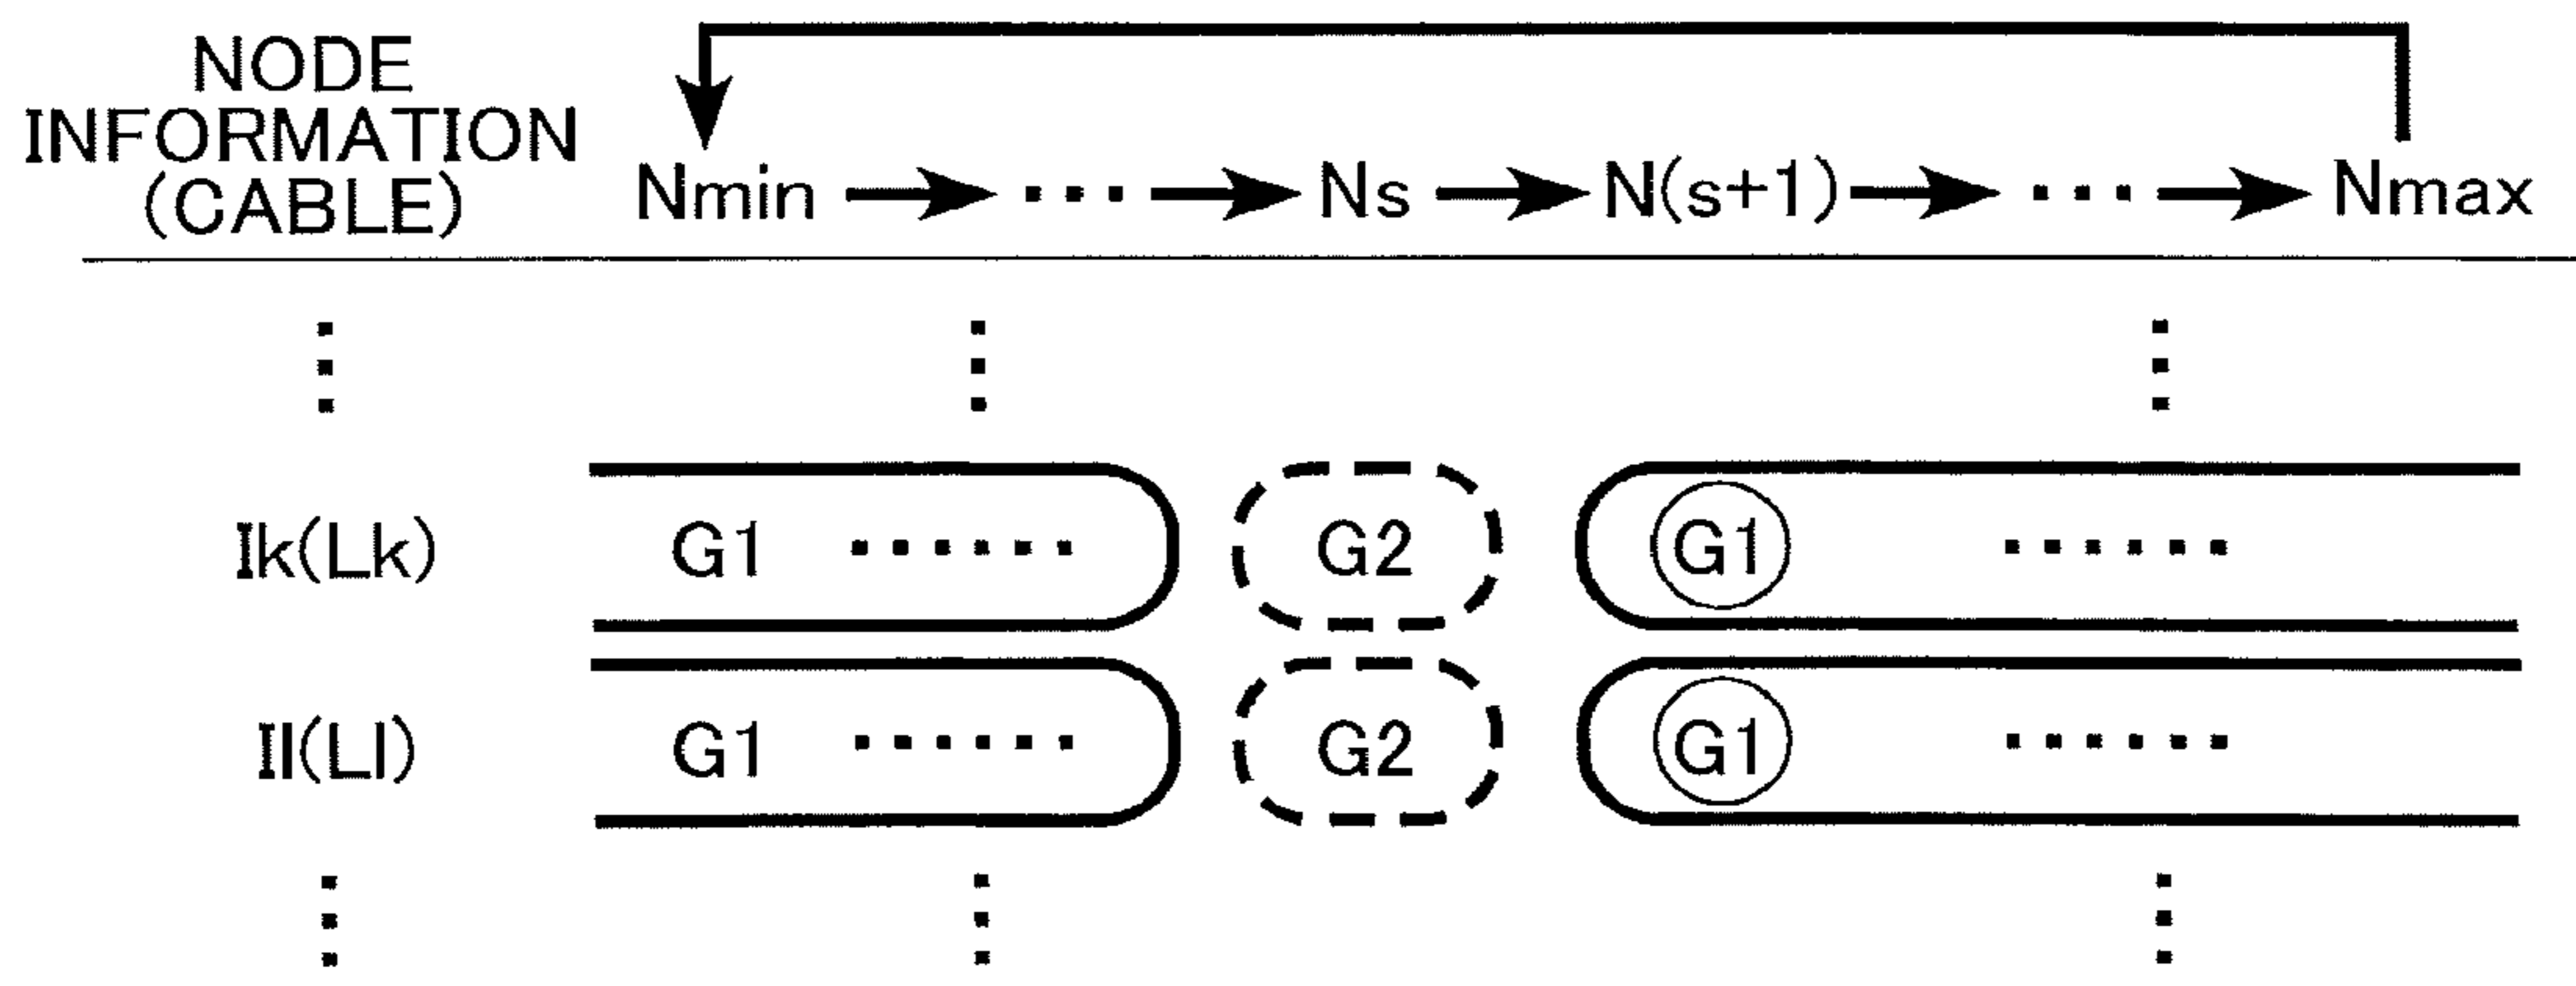 NODE
INFORMATION
(CABLE)
Nmin → ··· → Ns → N(s+1) → ··· → Nmax
Ik(Lk) G1 ······ G2 G1 ······
Il(Ll) G1 ······ G2 G1 ······